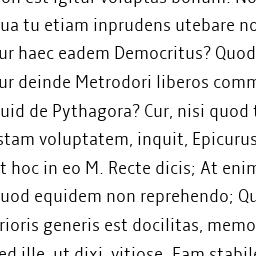 on est igitur voluptas bonum. No
ua tu etiam inprudens utebare no
ur haec eadem Democritus? Quod
ur deinde Metrodori liberos comm
uid de Pythagora? Cur, nisi quod t
stam voluptatem, inquit, Epicurus
t hoc in eo M. Recte dicis; At enim
uod equidem non reprehendo; Qu
rioris generis est docilitas, memo
ed ille, ut dixi, vitiose. Eam stabile